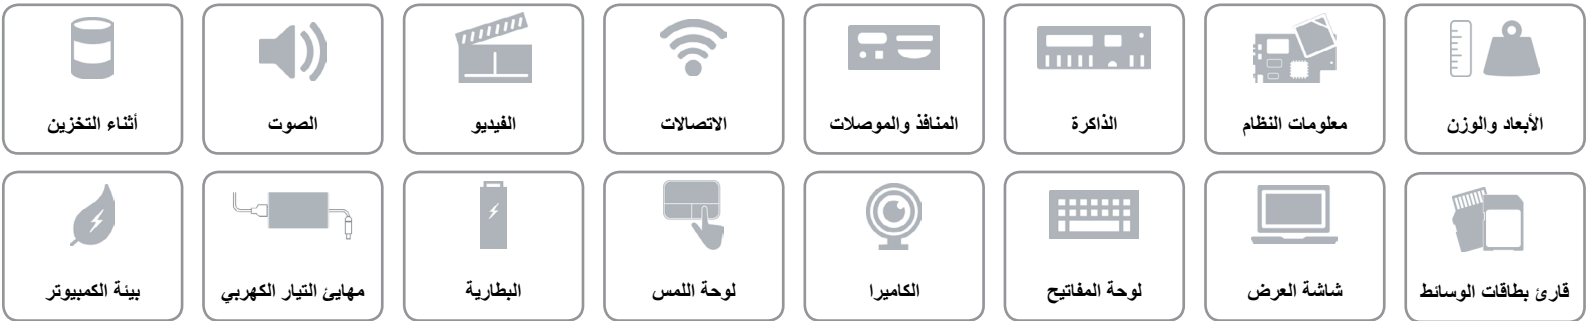 الأبعاد والوزن
معلومات النظام
الذاكرة
المنافذ والموصلات
الاتصالات
الفيديو
الصوت
أثناء التخزين
قارئ بطاقات الوسائط
شاشة العرض
لوحة المفاتيح
الكاميرا
لوحة اللمس
البطارية
مهايئ التيار الكهربي
بيئة الكمبيوتر